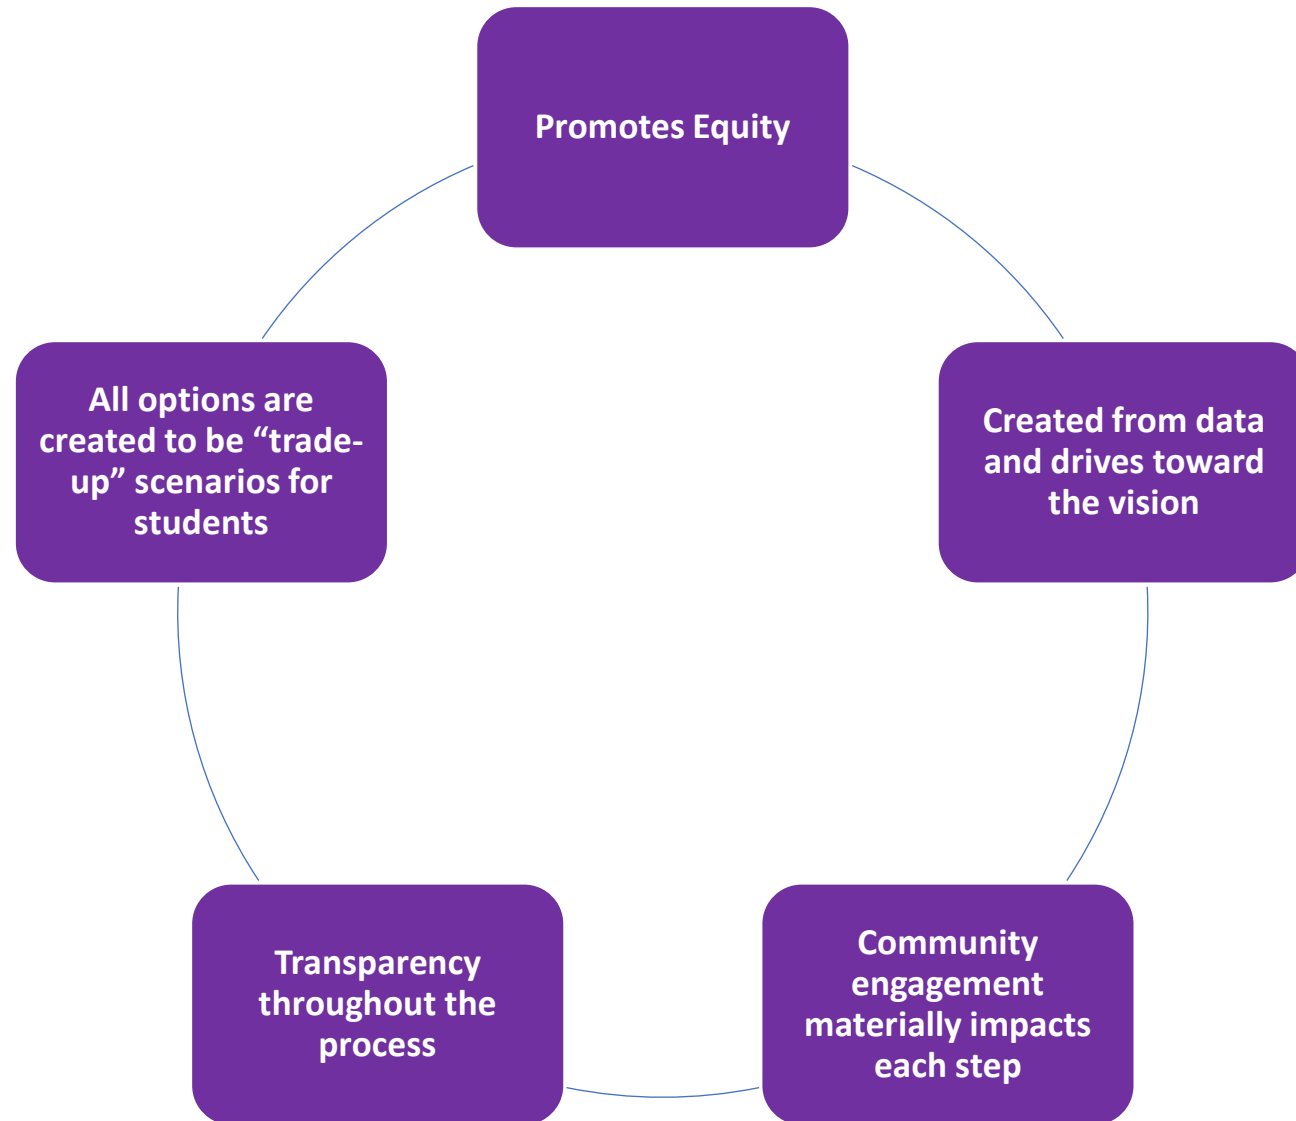 Promotes Equity
Created from data
and drives toward
the vision
Community
engagement
materially impacts
each step
Transparency
throughout the
process
All options are
created to be “trade-
up” scenarios for
students